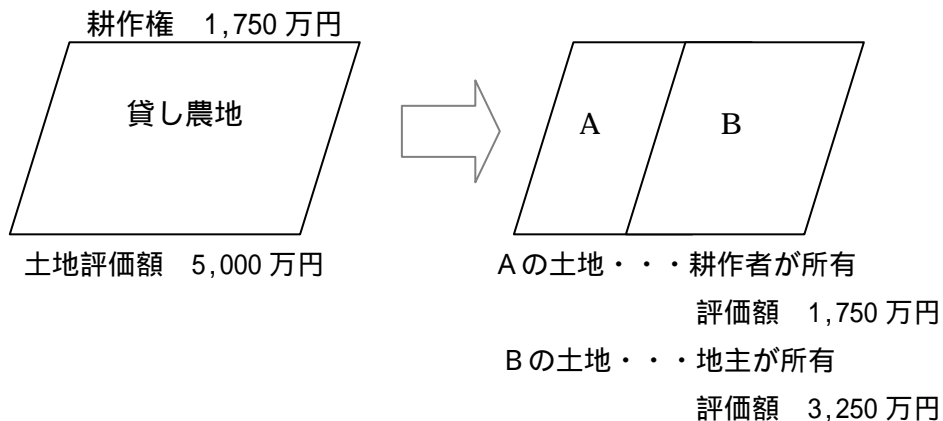 耕作権　1,750 万円
貸し農地
土地評価額　5,000 万円
A
B
Aの土地・・・耕作者が所有
評価額　1,750 万円
Bの土地・・・地主が所有
評価額　3,250 万円